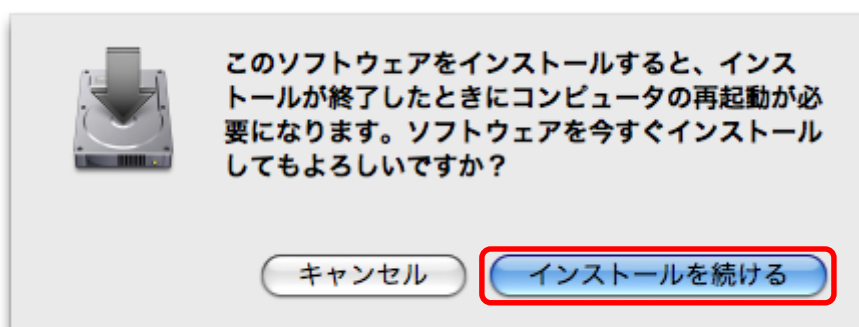 このソフトウェアをインストールすると、インス
トールが終了したときにコンピュータの再起動が必
要になります。ソフトウェアを今すぐインストール
してもよろしいですか？
キャンセル インストールを続ける